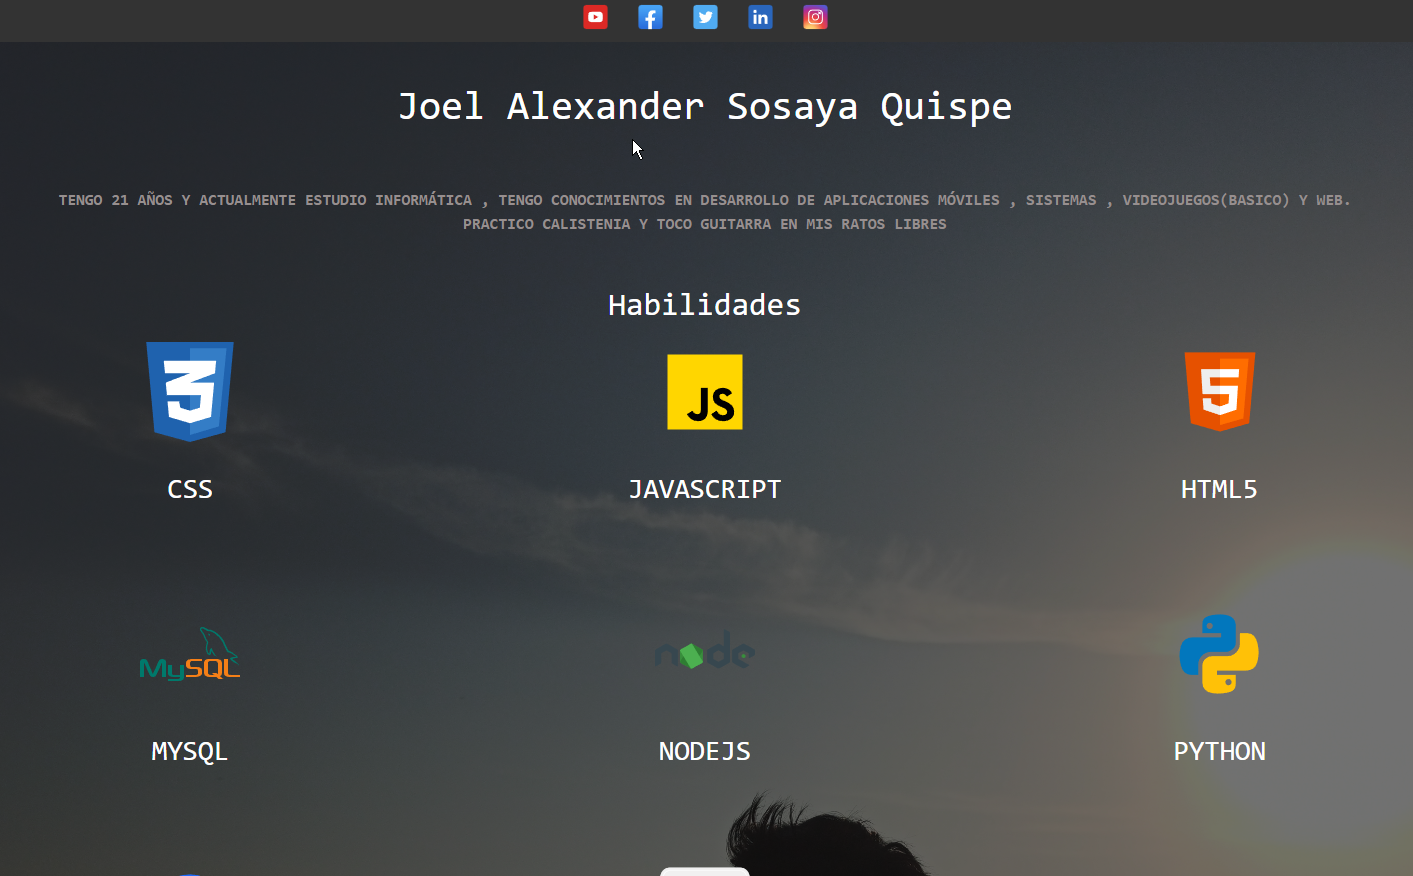 in
Joel Alexander Sosaya Quispe
TENGO 21 AÑOS Y ACTUALMENTE ESTUDIO INFORMÁTICA , TENGO CONOCIMIENTOS EN DESARROLLO DE APLICACIONES MÓVILES , SISTEMAS , VIDEOJUEGOS(BASICO) Y WEB.
PRACTICO CALISTENIA Y TOCO GUITARRA EN MIS RATOS LIBRES
Habilidades
3 JS 5
CSS JAVASCRIPT HTML5
MySQL node
MYSQL NODEJS PYTHON